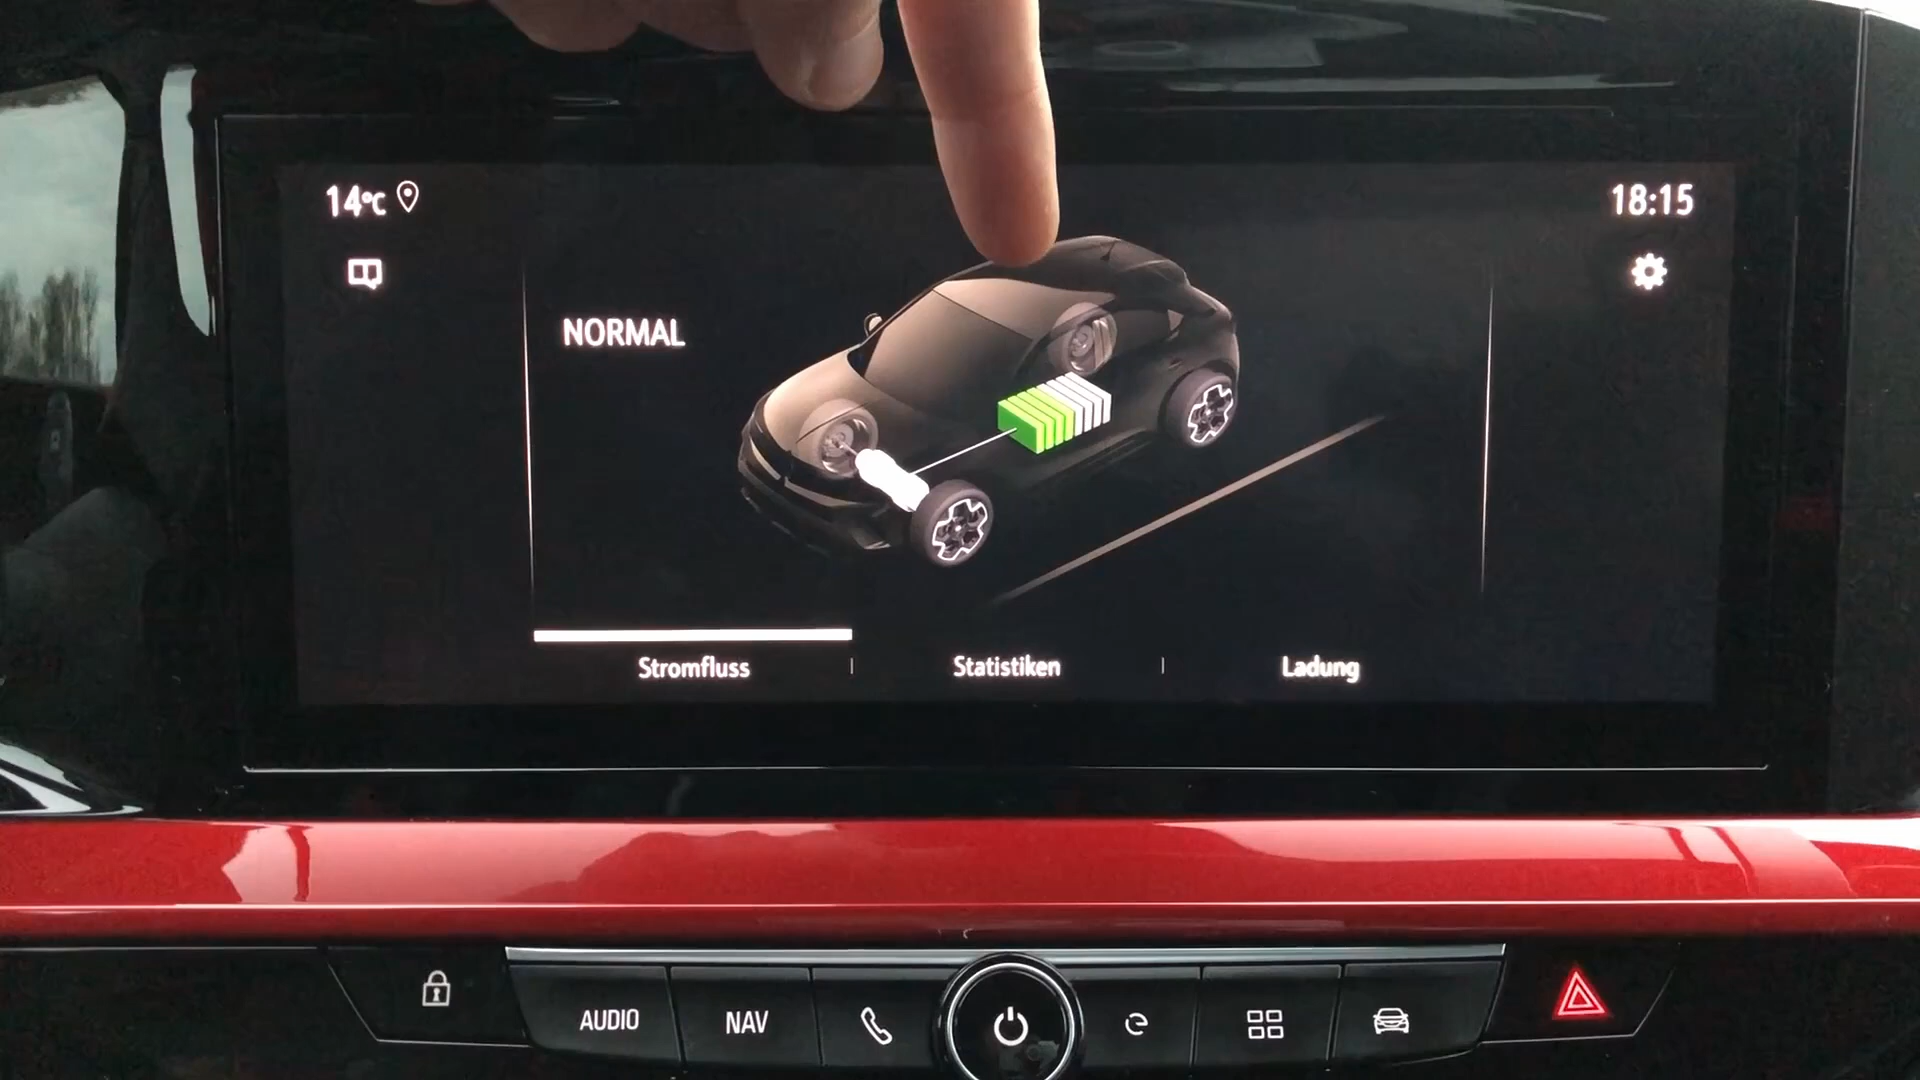 14°C
18:15
NORMAL
Stromfluss
Statistiken
Ladung
AUDIO
NAV